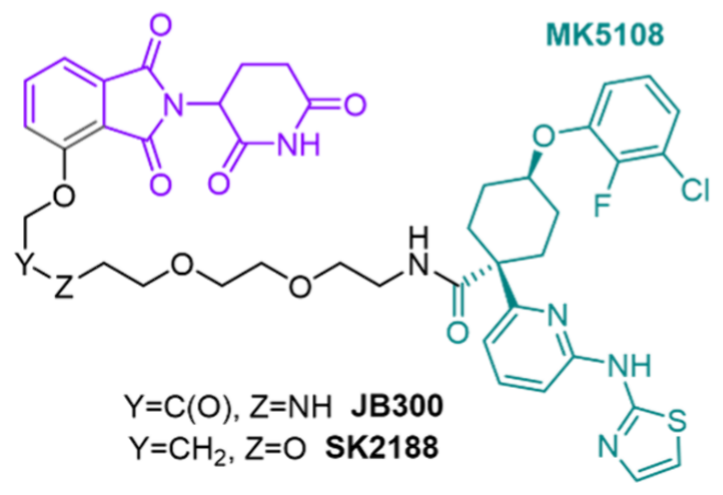 MK5108
O
O
N
O
NH
O
O
O
F
Cl
O
Y
Z
O
O
H
N
O
N
NH
N
S
Y=C(O), Z=NH JB300
Y=CH₂, Z=O SK2188